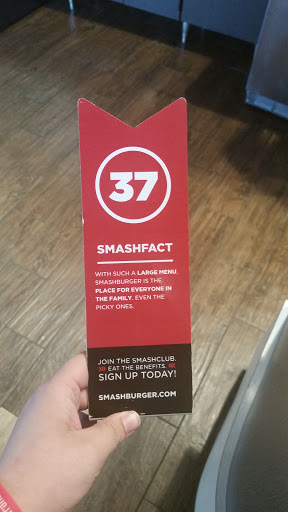 37
SMASHFACT
WITH SUCH A LARGE MENU,
SMASHBURGER IS THE
PLACE FOR EVERYONE IN
THE FAMILY. EVEN THE
PICKY ONES.
JOIN THE SMASHCLUB.
EAT THE BENEFITS.
SIGN UP TODAY!
SMASHBURGER.COM